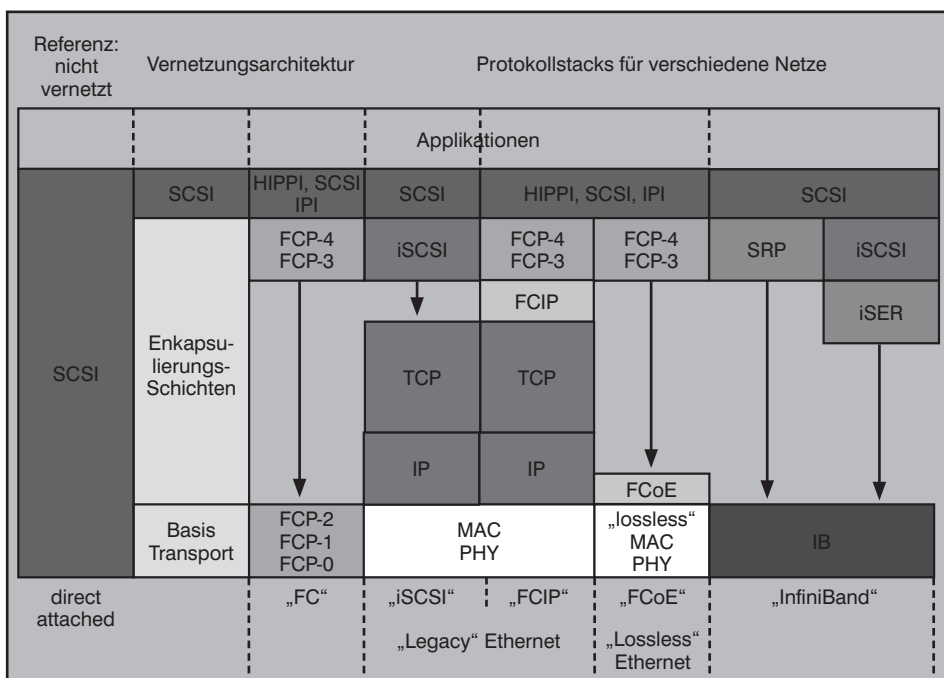 Referenz:
nicht
vernetzt
Vernetzungsarchitektur
Protokollstacks für verschiedene Netze
Applikationen
SCSI
SCSI
HIPPI, SCSI
IPI
SCSI
HIPPI, SCSI, IPI
SCSI
FCP-4
FCP-3
iSCSI
FCP-4
FCP-3
FCP-4
FCP-3
SRP
iSCSI
FCIP
iSER
Enkapsu-
lierungs-
Schichten
TCP
TCP
IP
IP
FCoE
Basis
Transport
FCP-2
FCP-1
FCP-0
MAC
PHY
„lossless“
MAC
PHY
IB
direct
attached
„FC“
„iSCSI“
„FCIP“
„FCoE“
„InfiniBand“
„Legacy“ Ethernet
„Lossless“
Ethernet